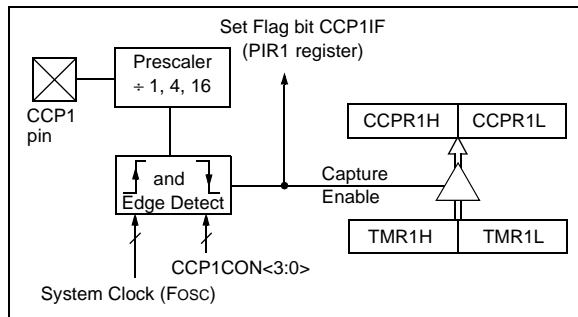 Set Flag bit CCP1IF
(PIR1 register)
Prescaler
÷ 1, 4, 16
CCP1
pin
CCPR1H
CCPR1L
and
Edge Detect
Capture
Enable
TMR1H
TMR1L
CCP1CON<3:0>
System Clock (FOSC)